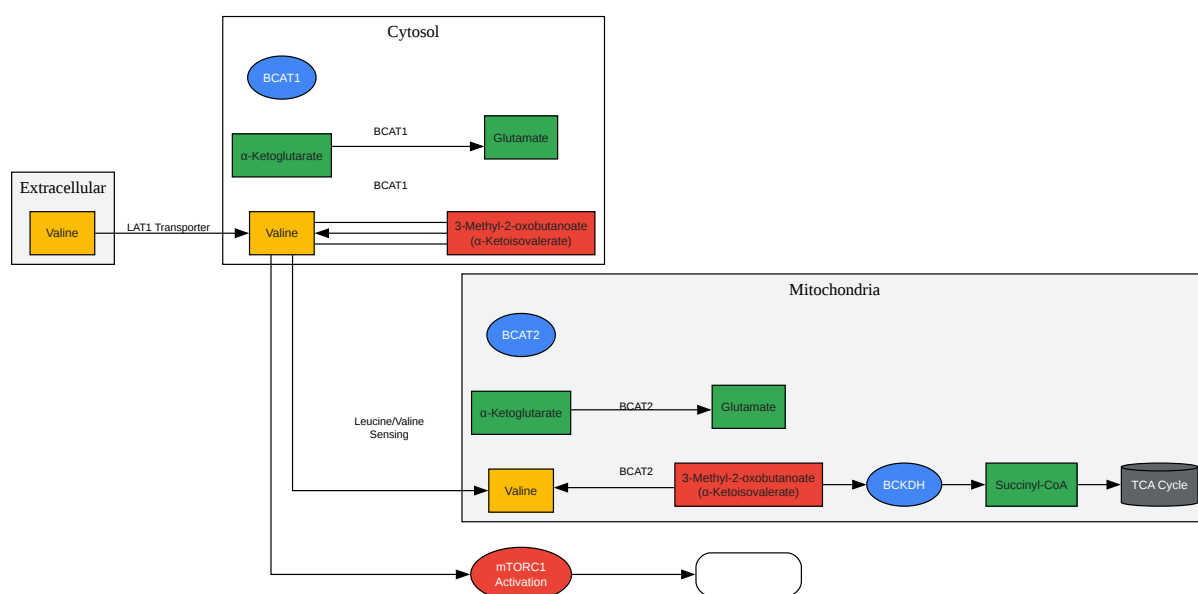 Cytosol
BCAT1
BCAT1
α-Ketoglutarate
Glutamate
BCAT1
Extracellular
Valine
LAT1 Transporter
Valine
3-Methyl-2-oxobutanoate
(α-Ketoisovalerate)
Mitochondria
BCAT2
α-Ketoglutarate
BCAT2
Glutamate
Leucine/Valine
Sensing
Valine
BCAT2
3-Methyl-2-oxobutanoate
(α-Ketoisovalerate)
BCKDH
Succinyl-CoA
TCA Cycle
mTORC1
Activation